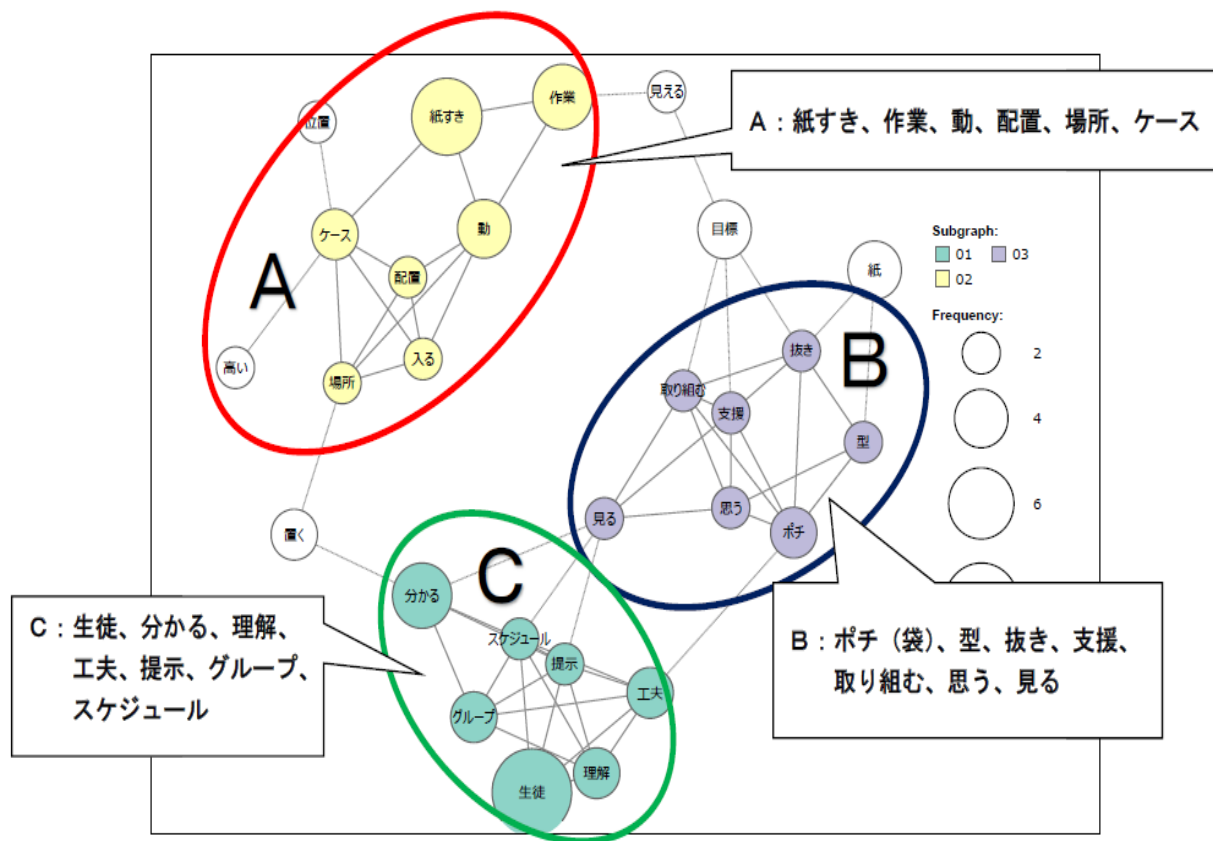 作業
見える
紙すき
位置
A：紙すき、作業、動、配置、場所、ケース
目標
動
ケース
Subgraph:
01
03
02
紙
配置
A
Frequency:
2
抜き
B
入る
高い
場所
取り組む
支援
4
型
6
思う
見る
置く
ポチ
C
分かる
C：生徒、分かる、理解、
工夫、提示、グループ、
スケジュール
スケジュール
提示
B：ポチ（袋）、型、抜き、支援、
取り組む、思う、見る
工夫
グループ
理解
生徒